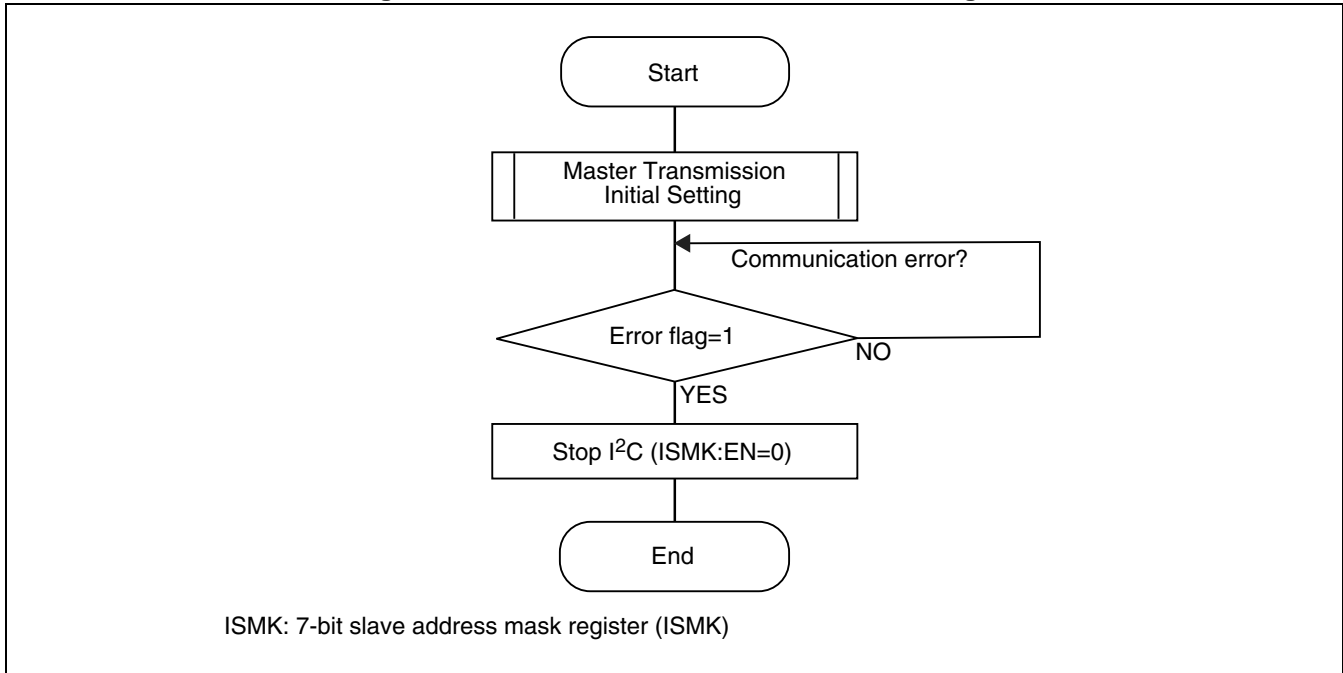 Start
Master Transmission
Initial Setting
Communication error?
Error flag=1
NO
YES
Stop I²C (ISMK:EN=0)
End
ISMK: 7-bit slave address mask register (ISMK)